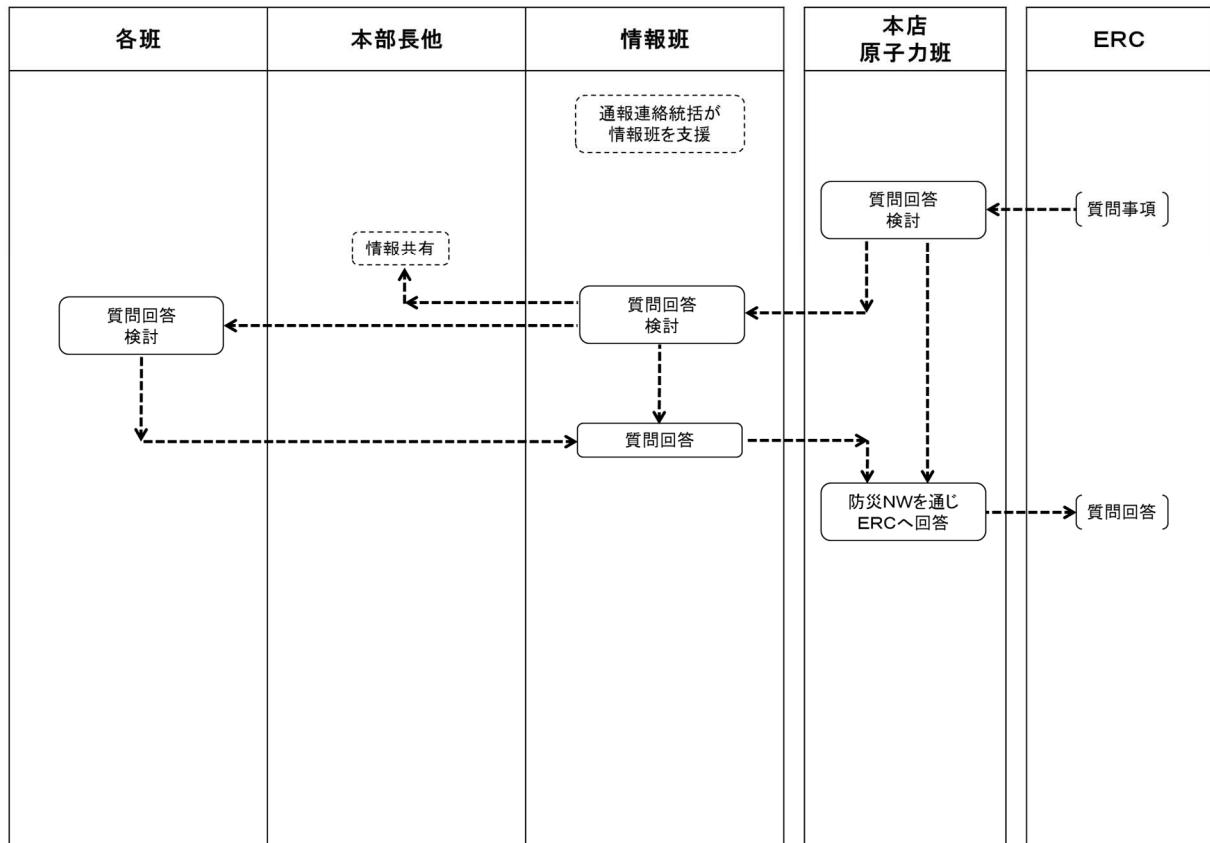 各班
本部長他
情報班
本店
原子力班
ERC
通報連絡統括が
情報班を支援
質問回答
検討
質問事項
情報共有
質問回答
検討
質問回答
検討
質問回答
防災NWを通じ
ERCへ回答
質問回答